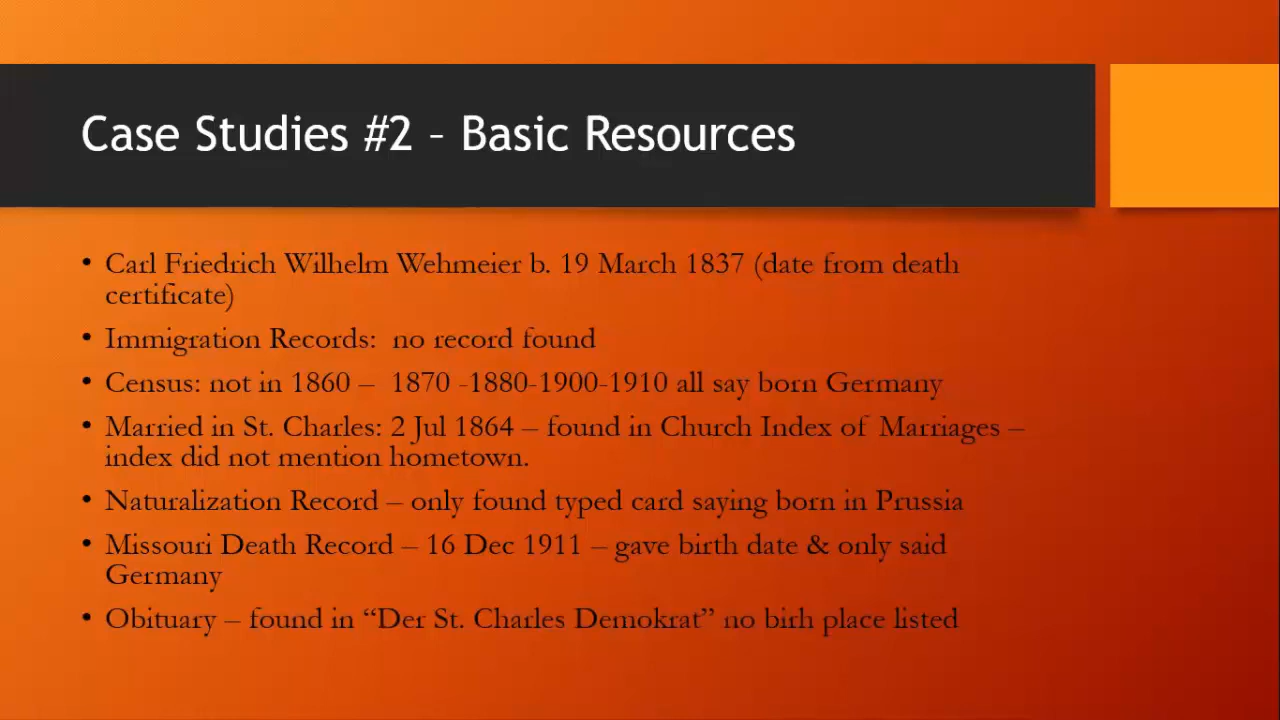 Case Studies #2 – Basic Resources
• Carl Friedrich Wilhelm Wehmeier b. 19 March 1837 (date from death
certificate)
• Immigration Records:  no record found
• Census: not in 1860 –  1870 -1880-1900-1910 all say born Germany
• Married in St. Charles: 2 Jul 1864 – found in Church Index of Marriages –
index did not mention hometown.
• Naturalization Record – only found typed card saying born in Prussia
• Missouri Death Record – 16 Dec 1911 – gave birth date & only said
Germany
• Obituary – found in “Der St. Charles Demokrat” no birh place listed